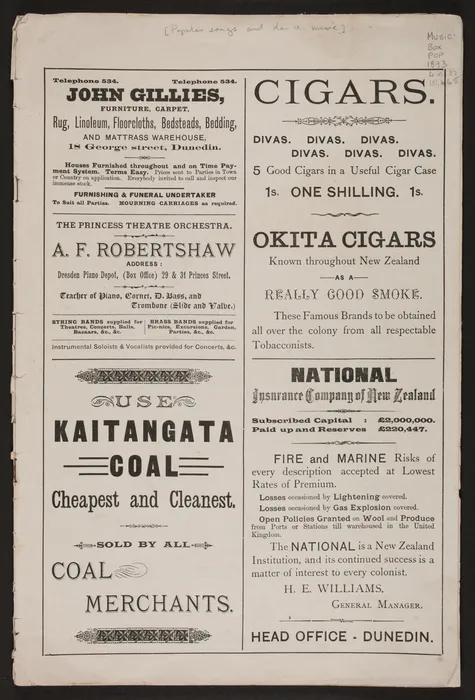 [Popular songs and dance music]
MUSIC
Box
POP
1893
Telephone 534. Telephone 534.
JOHN GILLIES,
FURNITURE, CARPET,
Rug, Linoleum, Floorcloths, Bedsteads, Bedding,
AND MATTRASS WAREHOUSE,
18 George street, Dunedin.
Houses Furnished throughout and on Time Pay-
ment System. Terms Easy. Prices sent to Parties in Town
or Country on application. Everybody invited to call and inspect our
immense stock.
FURNISHING & FUNERAL UNDERTAKER
To Suit all Parties. MOURNING CARRIAGES as required.
THE PRINCESS THEATRE ORCHESTRA.
A. F. ROBERTSHAW
ADDRESS :
Dresden Piano Depot, (Box Office) 29 & 31 Princes Street.
Teacher of Piano, Cornet, D. Bass, and
Trombone (Slide and Valve.)
STRING BANDS supplied for
Theatres, Concerts, Balls,
Bazaars, &c. &c.
BRASS BANDS supplied for
Pic-nics, Excursions, Garden
Parties, &c., &c.
Instrumental Soloists & Vocalists provided for Concerts, &c.
USE
KAITANGATA
COAL
Cheapest and Cleanest.
SOLD BY ALL
COAL
MERCHANTS.
CIGARS.
DIVAS. DIVAS. DIVAS.
DIVAS. DIVAS. DIVAS.
5 Good Cigars in a Useful Cigar Case
1s. ONE SHILLING. 1s.
OKITA CIGARS
Known throughout New Zealand
AS A
REALLY GOOD SMOKE.
These Famous Brands to be obtained
all over the colony from all respectable
Tobacconists.
NATIONAL
Insurance Company of New Zealand
Subscribed Capital : £2,000,000.
Paid up and Reserves £220,447.
FIRE and MARINE Risks of
every description accepted at Lowest
Rates of Premium.
Losses occasioned by Lightening covered.
Losses occasioned by Gas Explosion covered.
Open Policies Granted on Wool and Produce
from Ports or Stations till warehoused in the United
Kingdom.
The NATIONAL is a New Zealand
Institution, and its continued success is a
matter of interest to every colonist.
H. E. WILLIAMS,
GENERAL MANAGER.
HEAD OFFICE - DUNEDIN.